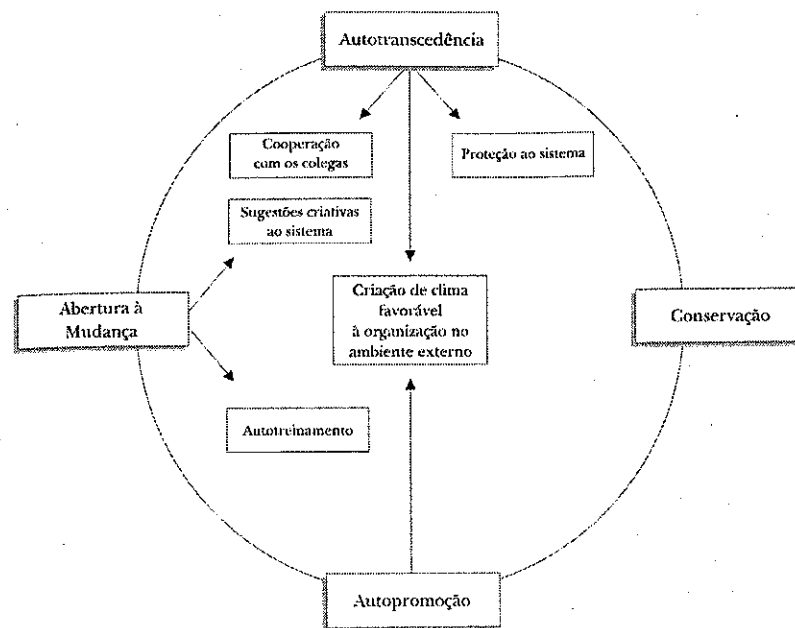 Autotranscedência
Cooperação
com os colegas
Proteção ao sistema
Sugestões criativas
ao sistema
Abertura à
Mudança
Criação de clima
favorável
à organização no
ambiente externo
Conservação
Autotreinamento
Autopromoção